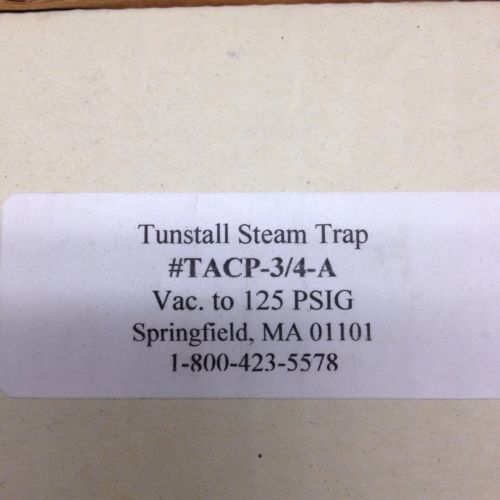 Tunstall Steam Trap
#TACP-3/4-A
Vac. to 125 PSIG
Springfield, MA 01101
1-800-423-5578